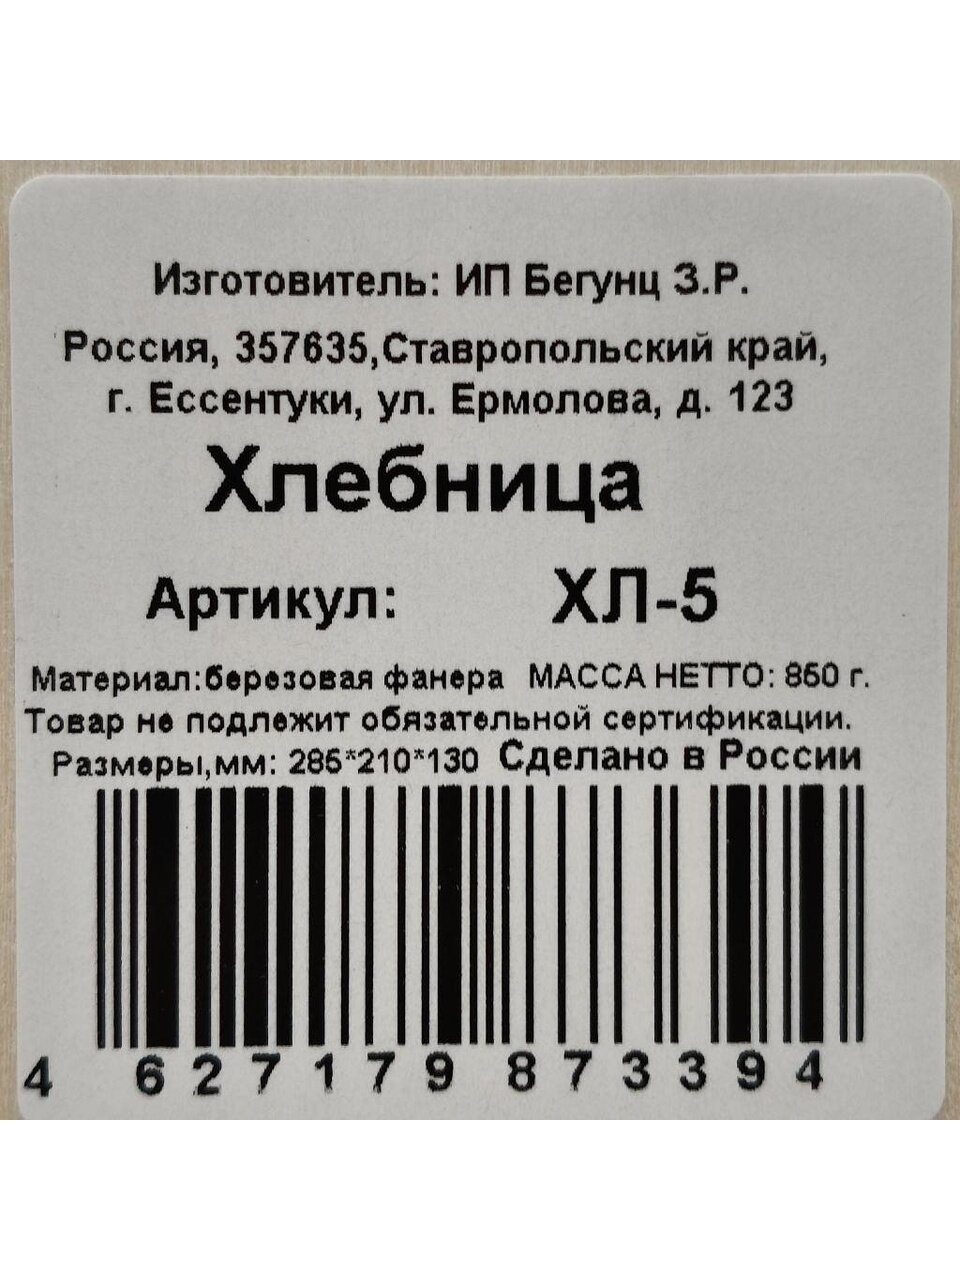 Изготовитель: ИП Бегунц З.Р.
Россия, 357635,Ставропольский край,
г. Ессентуки, ул. Ермолова, д. 123
Хлебница
Артикул: ХЛ-5
Материал:березовая фанера МАССА НЕТТО: 850 г.
Товар не подлежит обязательной сертификации.
Размеры,мм: 285*210*130 Сделано в России
4 627179 873394